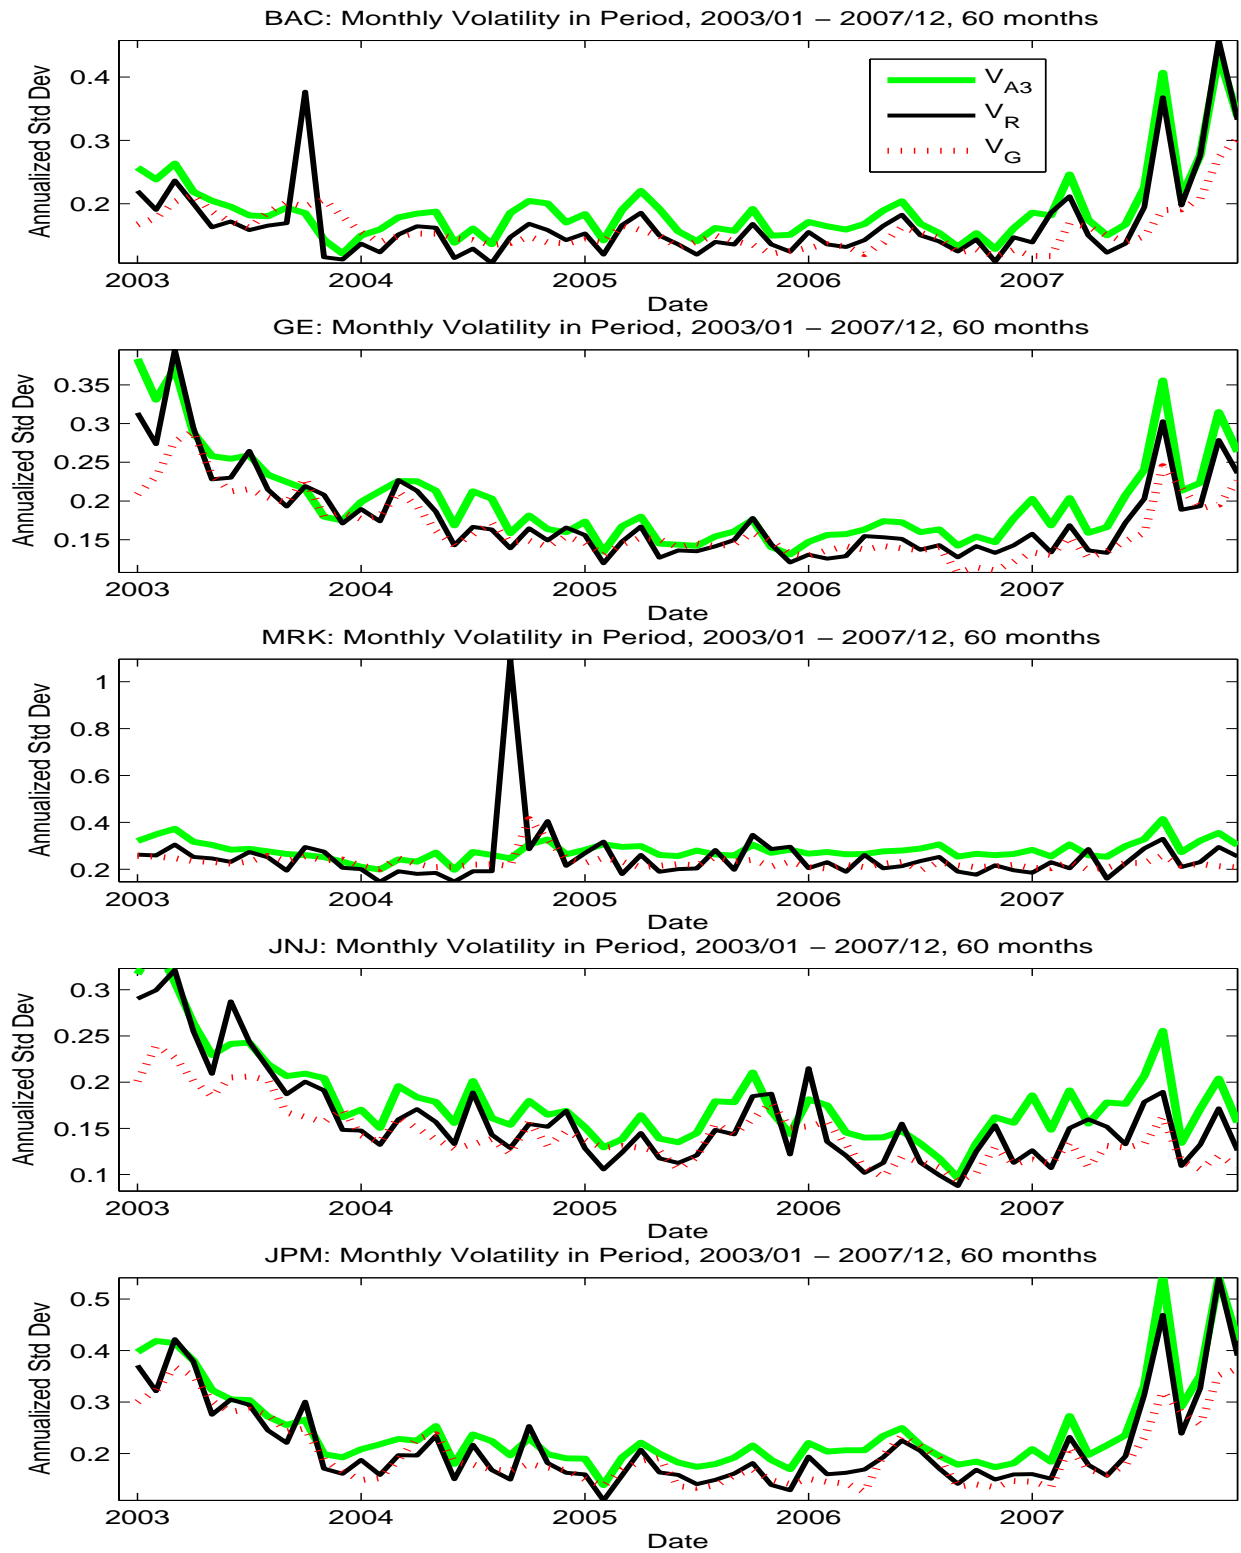 BAC: Monthly Volatility in Period, 2003/01 – 2007/12, 60 months
Annualized Std Dev
0.4
0.3
0.2
V_A3
V_R
V_G
2003 2004 2005 2006 2007
Date
GE: Monthly Volatility in Period, 2003/01 – 2007/12, 60 months
Annualized Std Dev
0.35
0.3
0.25
0.2
0.15
2003 2004 2005 2006 2007
Date
MRK: Monthly Volatility in Period, 2003/01 – 2007/12, 60 months
Annualized Std Dev
1
0.8
0.6
0.4
0.2
2003 2004 2005 2006 2007
Date
JNJ: Monthly Volatility in Period, 2003/01 – 2007/12, 60 months
Annualized Std Dev
0.3
0.25
0.2
0.15
0.1
2003 2004 2005 2006 2007
Date
JPM: Monthly Volatility in Period, 2003/01 – 2007/12, 60 months
Annualized Std Dev
0.5
0.4
0.3
0.2
2003 2004 2005 2006 2007
Date